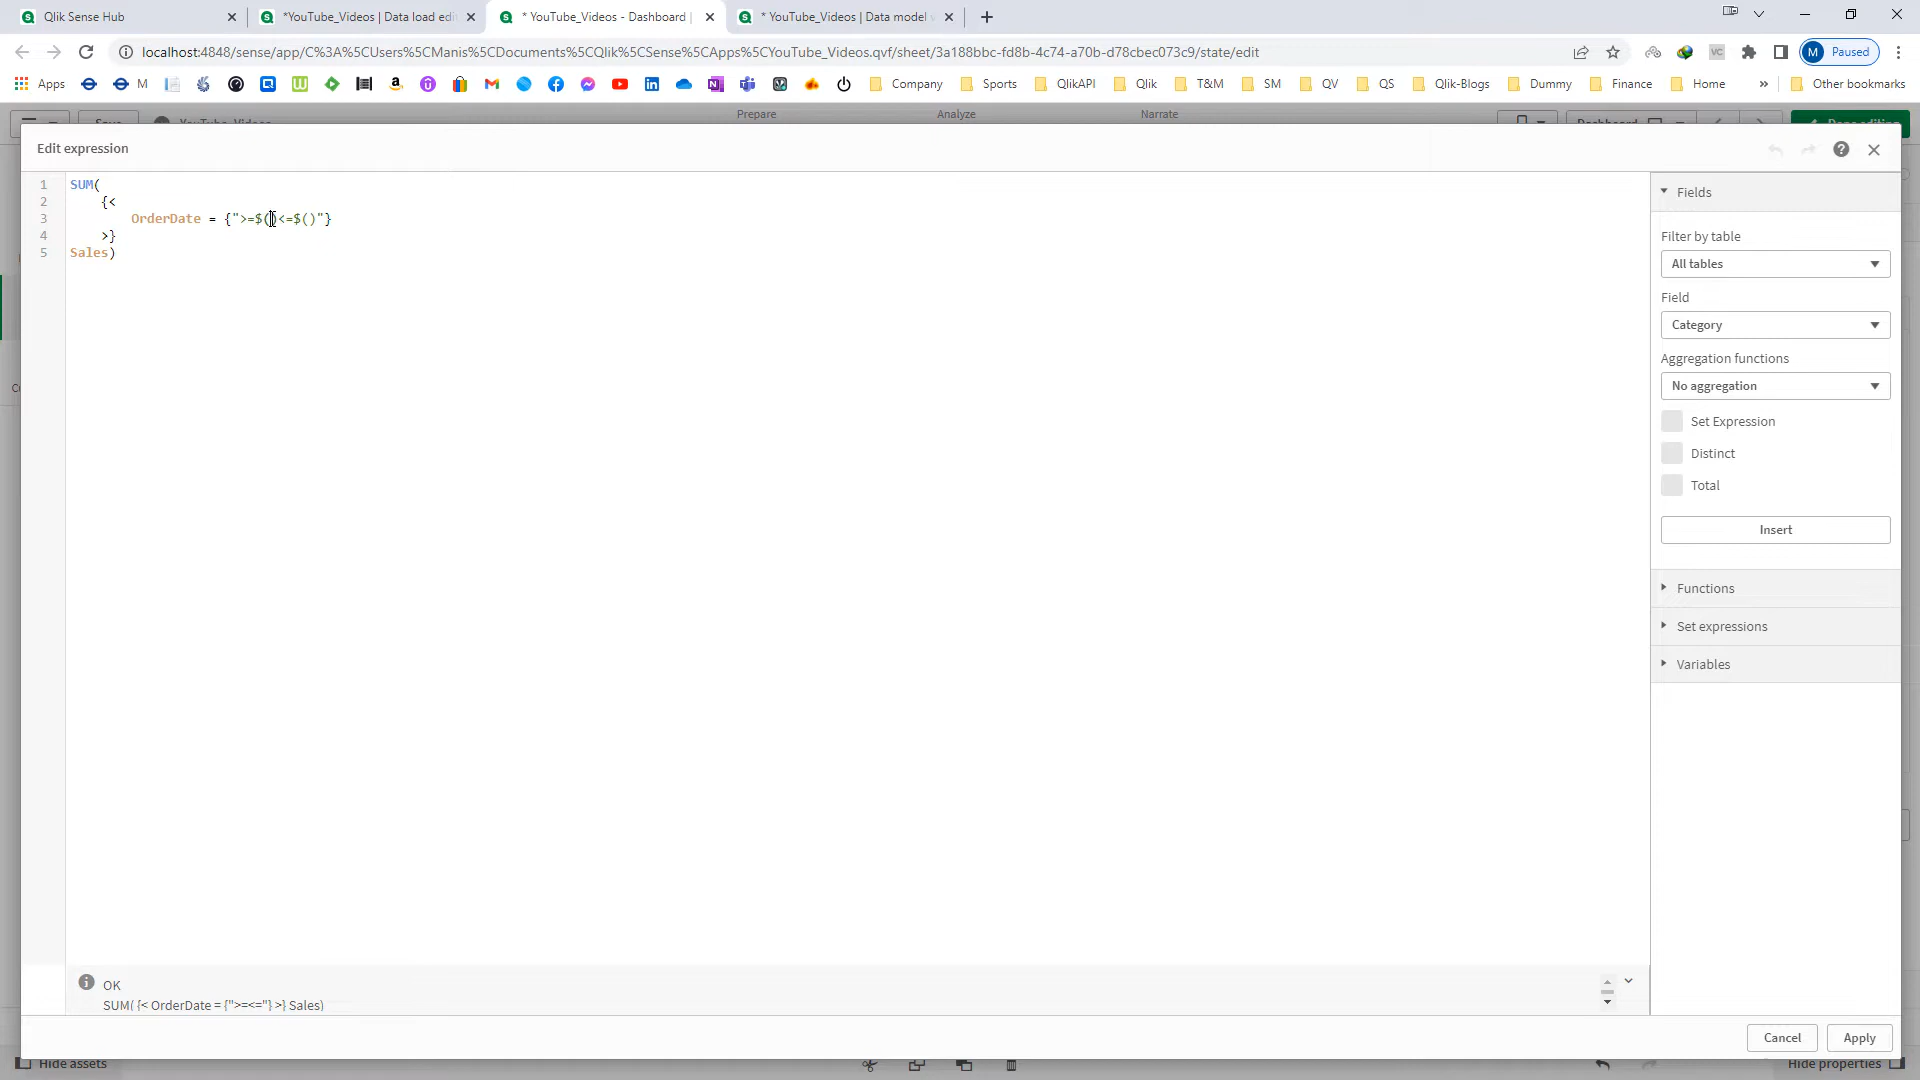 Qlik Sense Hub
*YouTube_Videos | Data load edi
* YouTube_Videos - Dashboard |
* YouTube_Videos | Data model
localhost:4848/sense/app/C%3A%5CUsers%5CManis%5CDocuments%5CQlik%5CSense%5CApps%5CYouTube_Videos.qvf/sheet/3a188bbc-fd8b-4c74-a70b-d78cbec073c9/state/edit
M Paused
Apps
M
Company
Sports
QlikAPI
Qlik
T&M
SM
QV
QS
Qlik-Blogs
Dummy
Finance
Home
»
Other bookmarks
Prepare
Analyze
Narrate
Edit expression
1 SUM(
2 {<
3 OrderDate = {">=$()<=$()"}
4 >}
5 Sales)
Fields
Filter by table
All tables
Field
Category
Aggregation functions
No aggregation
Set Expression
Distinct
Total
Insert
Functions
Set expressions
Variables
OK
SUM( {< OrderDate = {">=<="} >} Sales)
Cancel
Apply
Hide assets
Hide properties